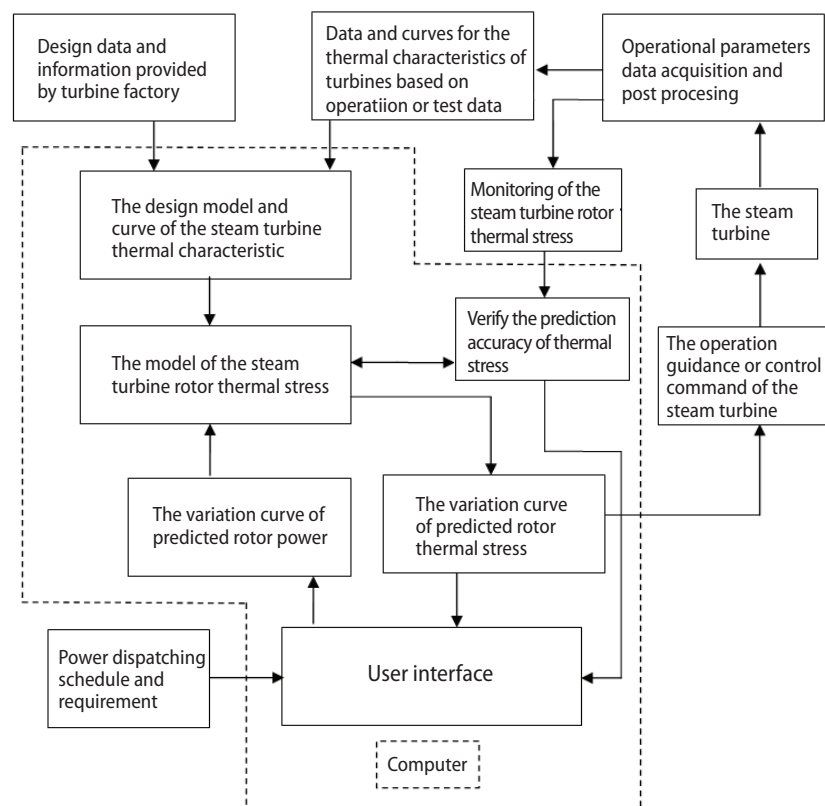 Design data and
information provided
by turbine factory
Data and curves for the
thermal characteristics of
turbines based on
operatiion or test data
Operational parameters
data acquisition and
post procesing
The design model and
curve of the steam turbine
thermal characteristic
Monitoring of the
steam turbine rotor
thermal stress
The steam
turbine
The model of the steam
turbine rotor thermal stress
Verify the prediction
accuracy of thermal
stress
The operation
guidance or control
command of the
steam turbine
The variation curve of
predicted rotor power
The variation curve
of predicted rotor
thermal stress
Power dispatching
schedule and
requirement
User interface
Computer